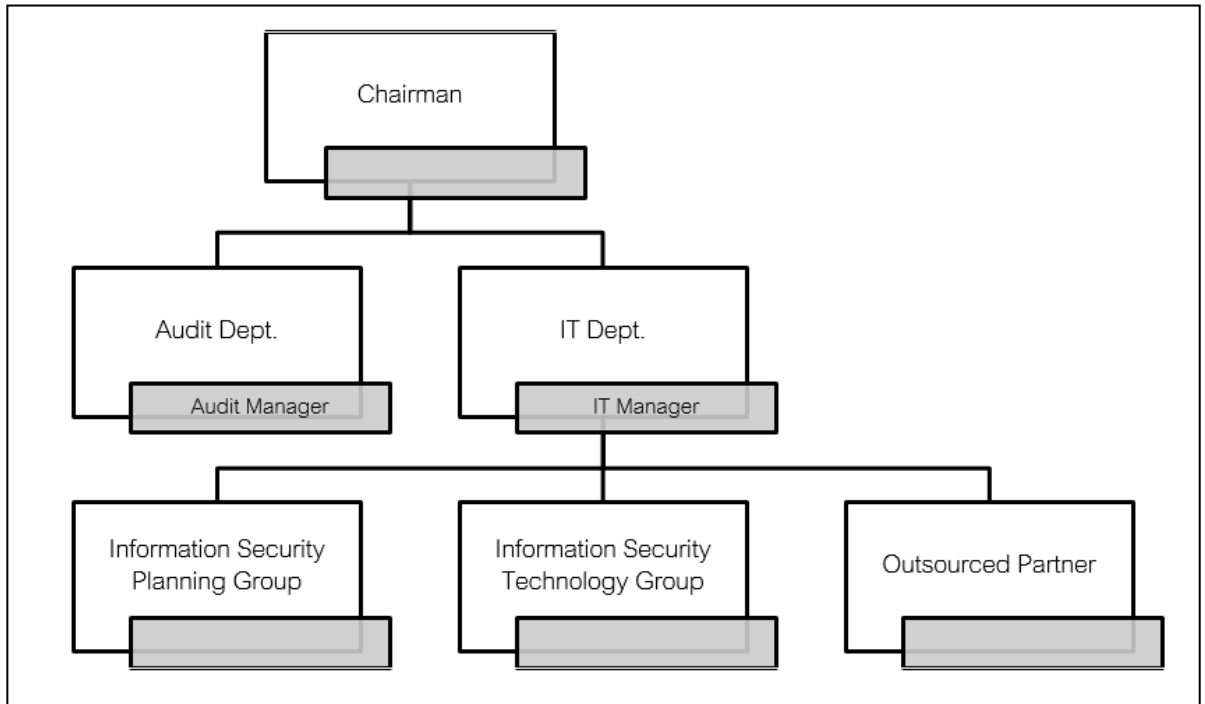 Chairman
Audit Dept.
IT Dept.
Audit Manager
IT Manager
Information Security
Planning Group
Information Security
Technology Group
Outsourced Partner